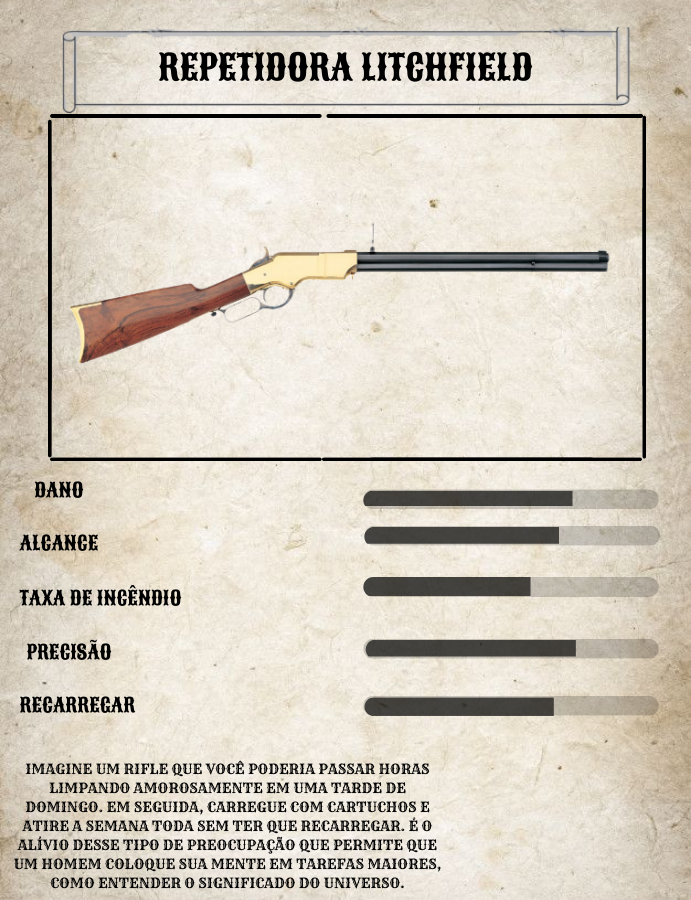 REPETIDORA LITCHFIELD
DANO
ALCANCE
TAXA DE INCÊNDIO
PRECISÃO
RECARREGAR
IMAGINE UM RIFLE QUE VOCÊ PODERIA PASSAR HORAS
LIMPANDO AMOROSAMENTE EM UMA TARDE DE
DOMINGO. EM SEGUIDA, CARREGUE COM CARTUCHOS E
ATIRE A SEMANA TODA SEM TER QUE RECARREGAR. É O
ALÍVIO DESSE TIPO DE PREOCUPAÇÃO QUE PERMITE QUE
UM HOMEM COLOQUE SUA MENTE EM TAREFAS MAIORES,
COMO ENTENDER O SIGNIFICADO DO UNIVERSO.